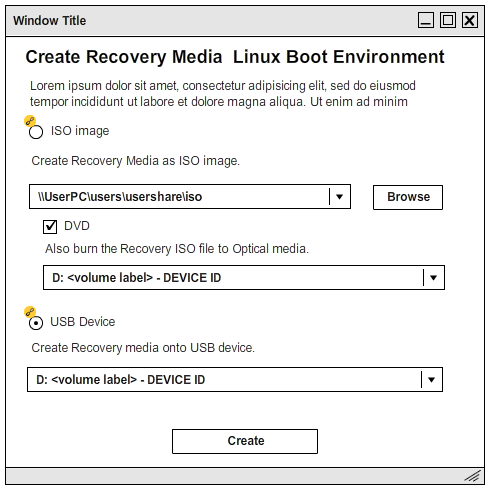 Window Title
Create Recovery Media  Linux Boot Environment
Lorem ipsum dolor sit amet, consectetur adipisicing elit, sed do eiusmod
tempor incididunt ut labore et dolore magna aliqua. Ut enim ad minim
ISO image
Create Recovery Media as ISO image.
\\UserPC\users\usershare\iso
Browse
DVD
Also burn the Recovery ISO file to Optical media.
D: <volume label> - DEVICE ID
USB Device
Create Recovery media onto USB device.
D: <volume label> - DEVICE ID
Create